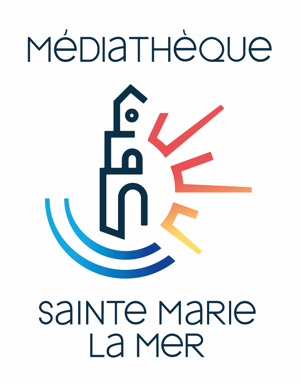 MÉDIATHÈQUE
SAINTE MARIE
LA MER